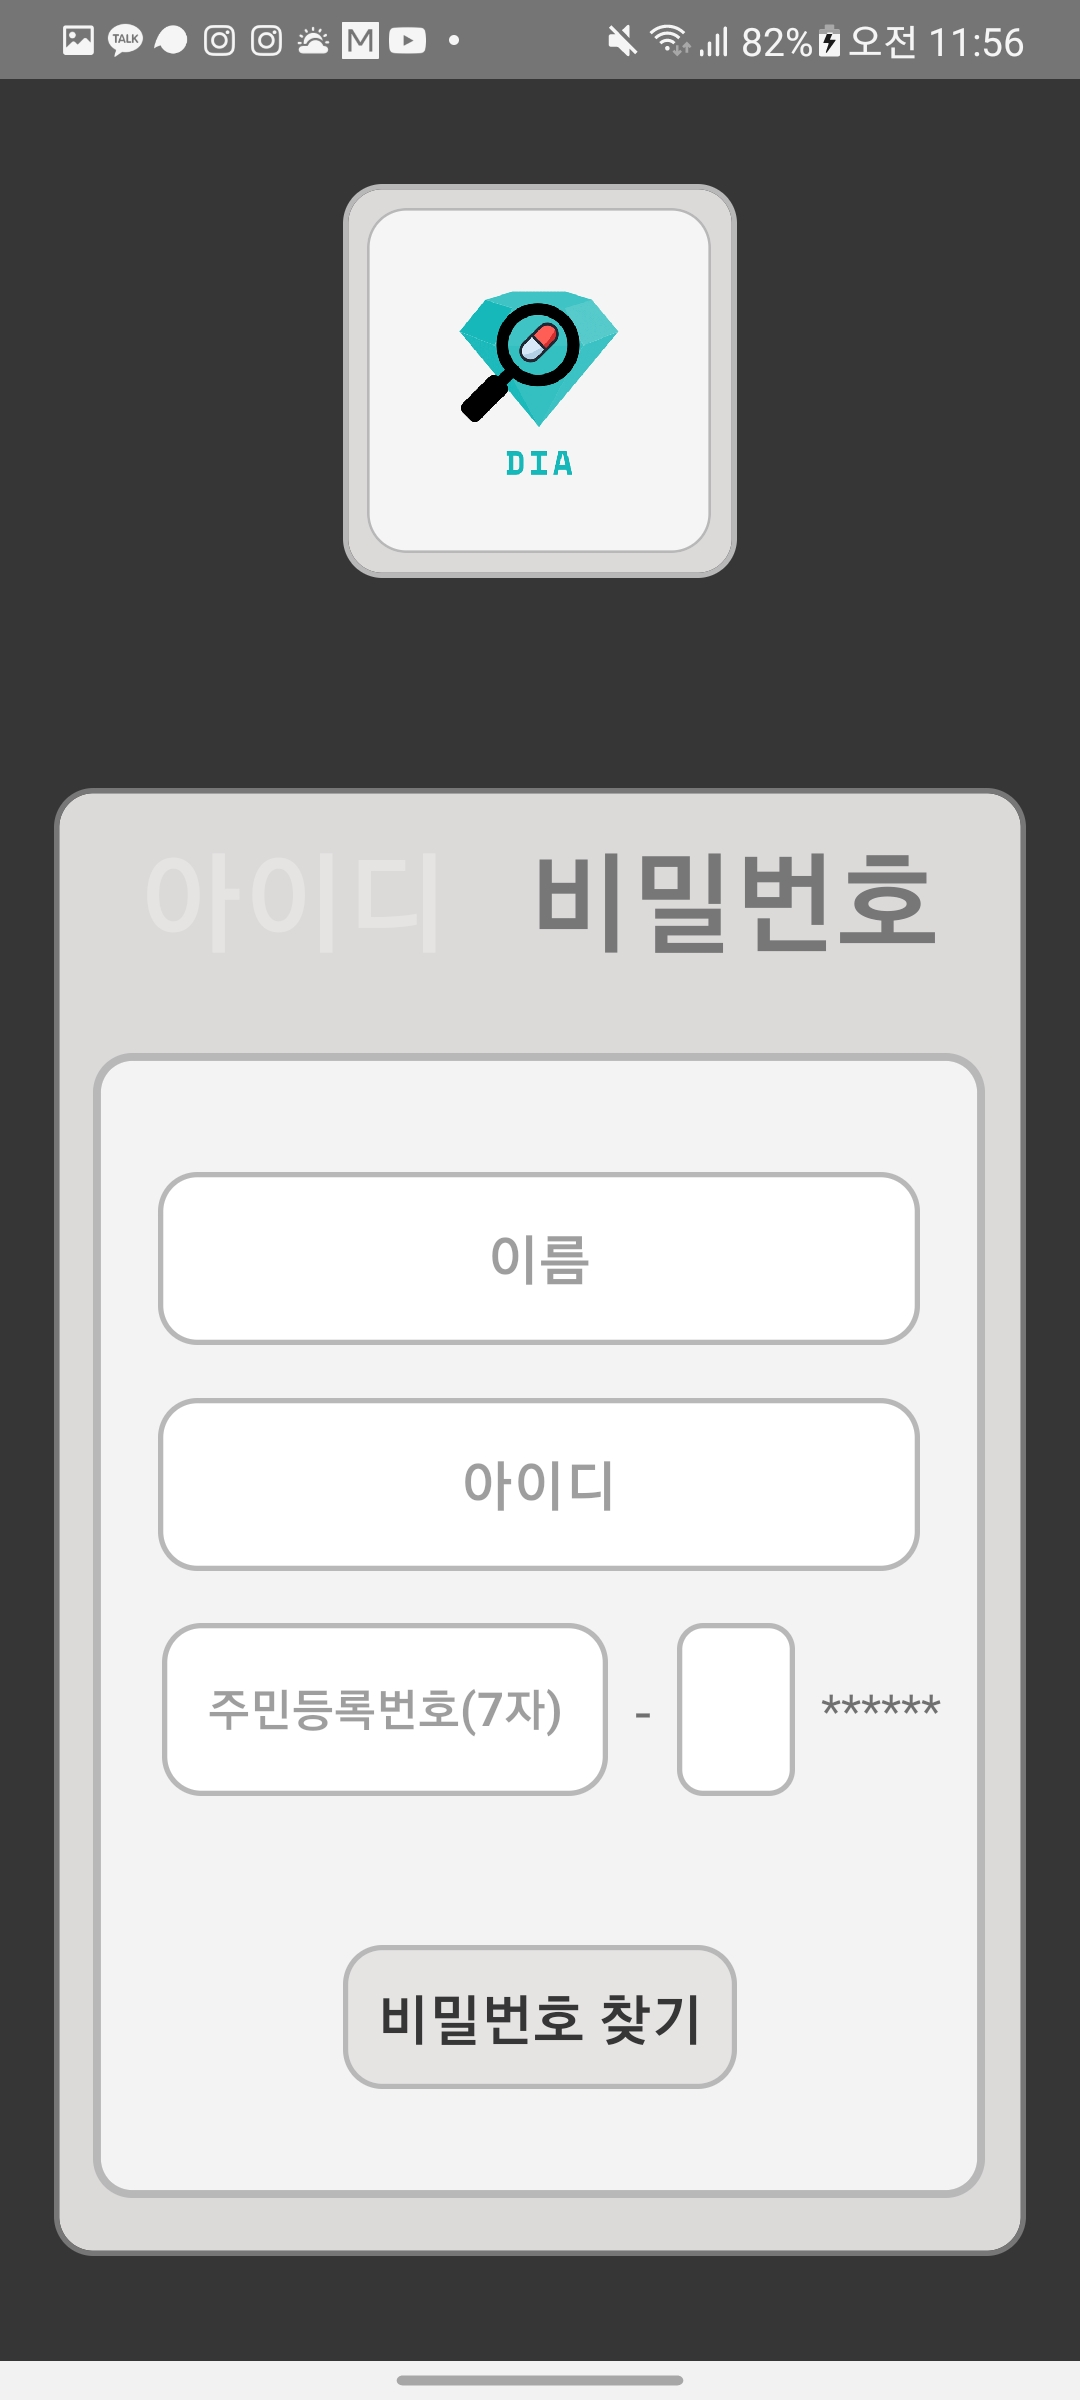 TALK M 82% 오전 11:56
DIA
아이디 비밀번호
이름
아이디
주민등록번호(7자) - ******
비밀번호 찾기